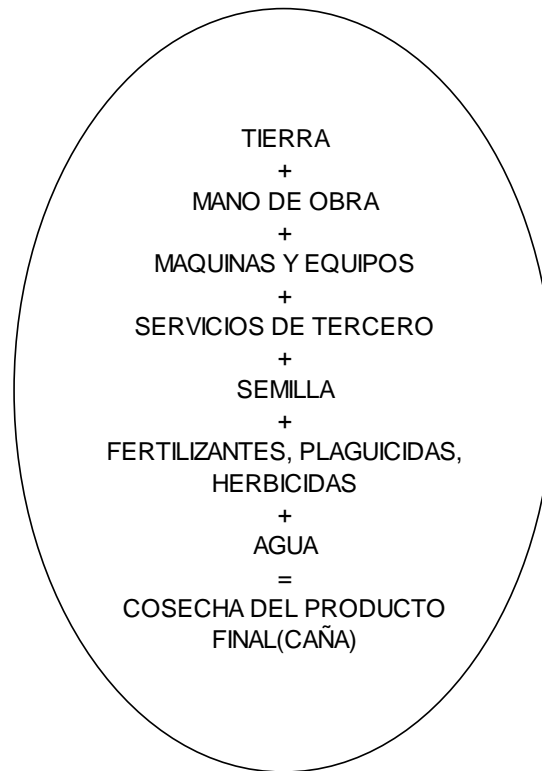 TIERRA
+
MANO DE OBRA
+
MAQUINAS Y EQUIPOS
+
SERVICIOS DE TERCERO
+
SEMILLA
+
FERTILIZANTES, PLAGUICIDAS,
HERBICIDAS
+
AGUA
=
COSECHA DEL PRODUCTO
FINAL(CAÑA)